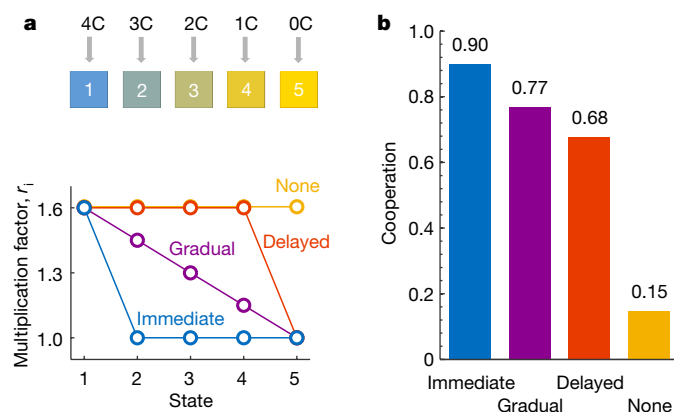 a
4C 3C 2C 1C 0C
1 2 3 4 5
Multiplication factor, ri
1.6
1.3
1.0
None
Gradual
Delayed
Immediate
1 2 3 4 5
State
b
Cooperation
1.0
0.8
0.6
0.4
0.2
0
0.90
0.77
0.68
0.15
Immediate
Gradual
Delayed
None